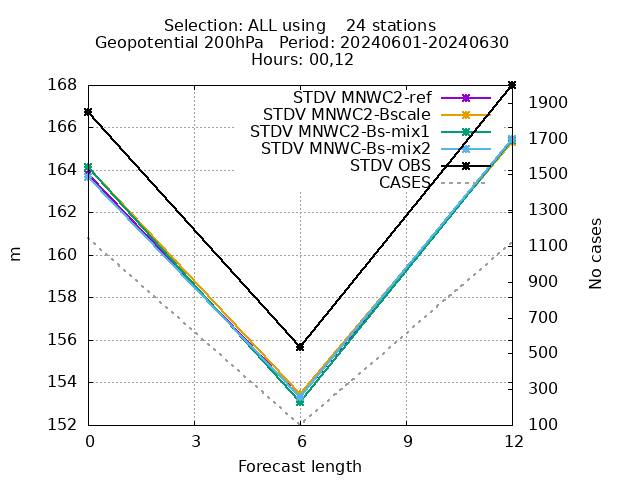 Selection: ALL using    24 stations
Geopotential 200hPa   Period: 20240601-20240630
Hours: 00,12
STDV MNWC2-ref
STDV MNWC2-Bscale
STDV MNWC2-Bs-mix1
STDV MNWC-Bs-mix2
STDV OBS
CASES
168
166
164
162
160
158
156
154
152
m
1900
1700
1500
1300
1100
900
700
500
300
100
No cases
0
3
6
9
12
Forecast length